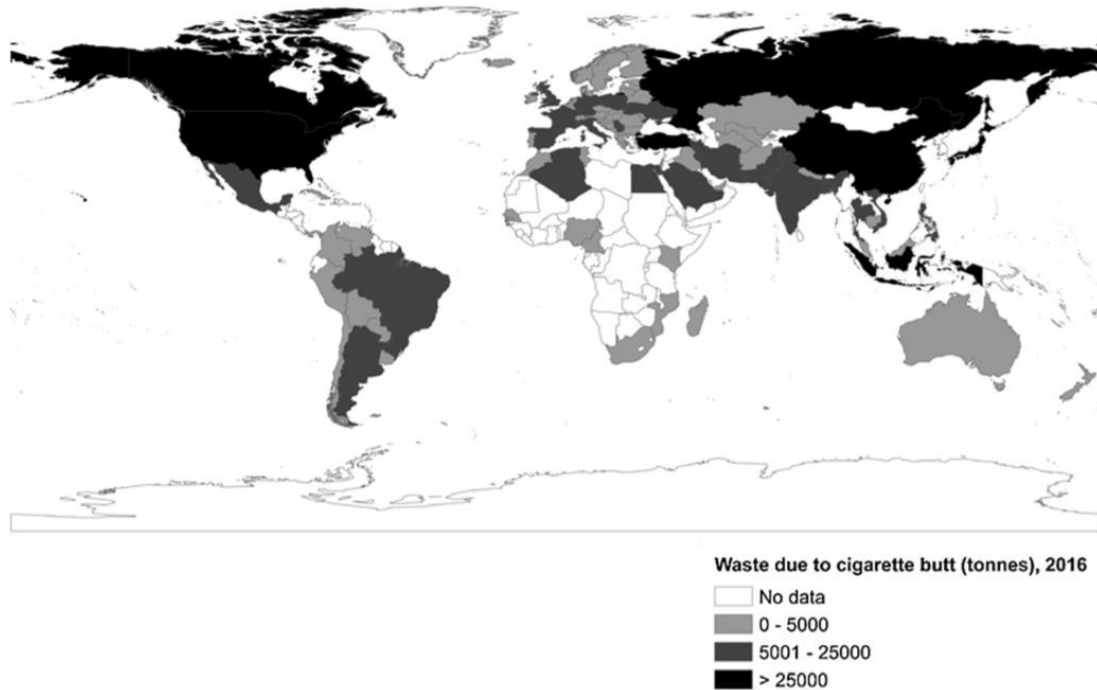 Waste due to cigarette butt (tonnes), 2016
No data
0 - 5000
5001 - 25000
> 25000